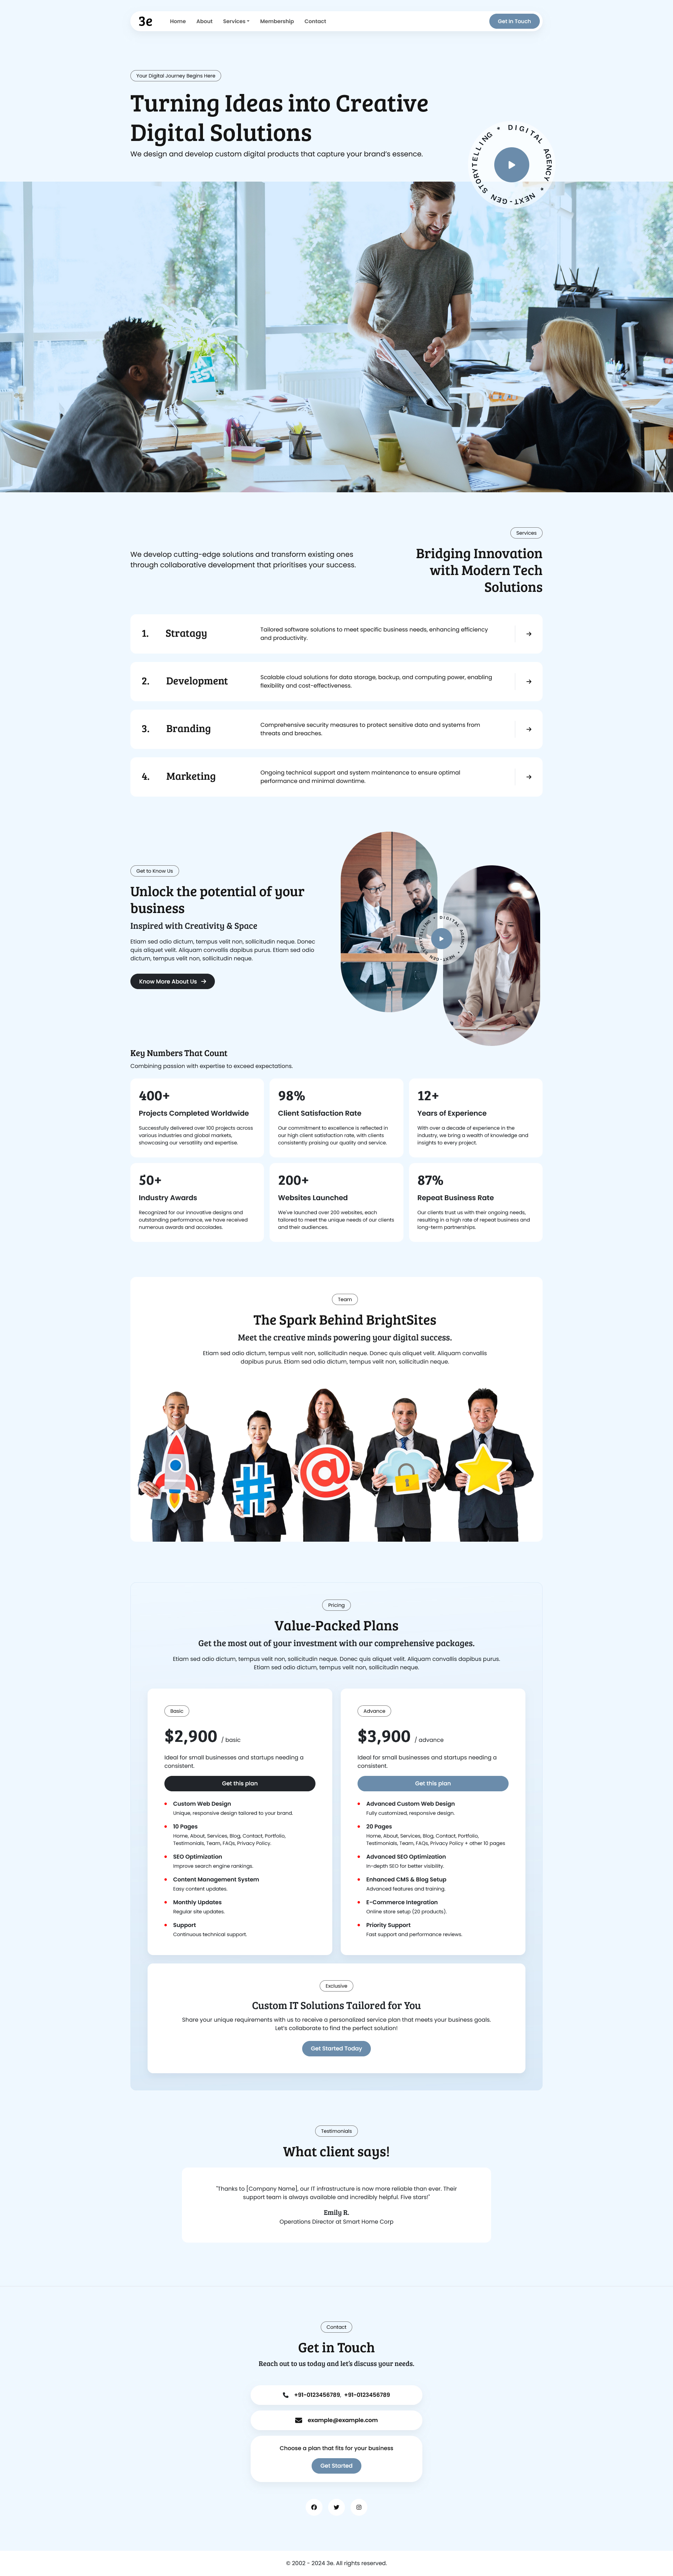 3e
Home
About
Services
Membership
Contact
Get In Touch
Your Digital Journey Begins Here
Turning Ideas into Creative
Digital Solutions
We design and develop custom digital products that capture your brand's essence.
DIGITAL AGENCY * NEXT-GEN STORYTELLING *
Services
We develop cutting-edge solutions and transform existing ones
through collaborative development that prioritises your success.
Bridging Innovation
with Modern Tech
Solutions
1. Stratagy
Tailored software solutions to meet specific business needs, enhancing efficiency
and productivity.
2. Development
Scalable cloud solutions for data storage, backup, and computing power, enabling
flexibility and cost-effectiveness.
3. Branding
Comprehensive security measures to protect sensitive data and systems from
threats and breaches.
4. Marketing
Ongoing technical support and system maintenance to ensure optimal
performance and minimal downtime.
Get to Know Us
Unlock the potential of your
business
Inspired with Creativity & Space
Etiam sed odio dictum, tempus velit non, sollicitudin neque. Donec
quis aliquet velit. Aliquam convallis dapibus purus. Etiam sed odio
dictum, tempus velit non, sollicitudin neque.
Know More About Us
DIGITAL AGENCY * NEXT-GEN STORYTELLING *
Key Numbers That Count
Combining passion with expertise to exceed expectations.
400+
Projects Completed Worldwide
Successfully delivered over 100 projects across
various industries and global markets,
showcasing our versatility and expertise.
98%
Client Satisfaction Rate
Our commitment to excellence is reflected in
our high client satisfaction rate, with clients
consistently praising our quality and service.
12+
Years of Experience
With over a decade of experience in the
industry, we bring a wealth of knowledge and
insights to every project.
50+
Industry Awards
Recognized for our innovative designs and
outstanding performance, we have received
numerous awards and accolades.
200+
Websites Launched
We've launched over 200 websites, each
tailored to meet the unique needs of our clients
and their audiences.
87%
Repeat Business Rate
Our clients trust us with their ongoing needs,
resulting in a high rate of repeat business and
long-term partnerships.
Team
The Spark Behind BrightSites
Meet the creative minds powering your digital success.
Etiam sed odio dictum, tempus velit non, sollicitudin neque. Donec quis aliquet velit. Aliquam convallis
dapibus purus. Etiam sed odio dictum, tempus velit non, sollicitudin neque.
#
@
Pricing
Value-Packed Plans
Get the most out of your investment with our comprehensive packages.
Etiam sed odio dictum, tempus velit non, sollicitudin neque. Donec quis aliquet velit. Aliquam convallis dapibus purus.
Etiam sed odio dictum, tempus velit non, sollicitudin neque.
Basic
$2,900 / basic
Ideal for small businesses and startups needing a
consistent.
Get this plan
Custom Web Design
Unique, responsive design tailored to your brand.
10 Pages
Home, About, Services, Blog, Contact, Portfolio,
Testimonials, Team, FAQs, Privacy Policy.
SEO Optimization
Improve search engine rankings.
Content Management System
Easy content updates.
Monthly Updates
Regular site updates.
Support
Continuous technical support.
Advance
$3,900 / advance
Ideal for small businesses and startups needing a
consistent.
Get this plan
Advanced Custom Web Design
Fully customized, responsive design.
20 Pages
Home, About, Services, Blog, Contact, Portfolio,
Testimonials, Team, FAQs, Privacy Policy + other 10 pages
Advanced SEO Optimization
In-depth SEO for better visibility.
Enhanced CMS & Blog Setup
Advanced features and training.
E-Commerce Integration
Online store setup (20 products).
Priority Support
Fast support and performance reviews.
Exclusive
Custom IT Solutions Tailored for You
Share your unique requirements with us to receive a personalized service plan that meets your business goals.
Let's collaborate to find the perfect solution!
Get Started Today
Testimonials
What client says!
"Thanks to [Company Name], our IT infrastructure is now more reliable than ever. Their
support team is always available and incredibly helpful. Five stars!"
Emily R.
Operations Director at Smart Home Corp
Contact
Get in Touch
Reach out to us today and let's discuss your needs.
+91-0123456789, +91-0123456789
example@example.com
Choose a plan that fits for your business
Get Started
© 2002 - 2024 3e. All rights reserved.